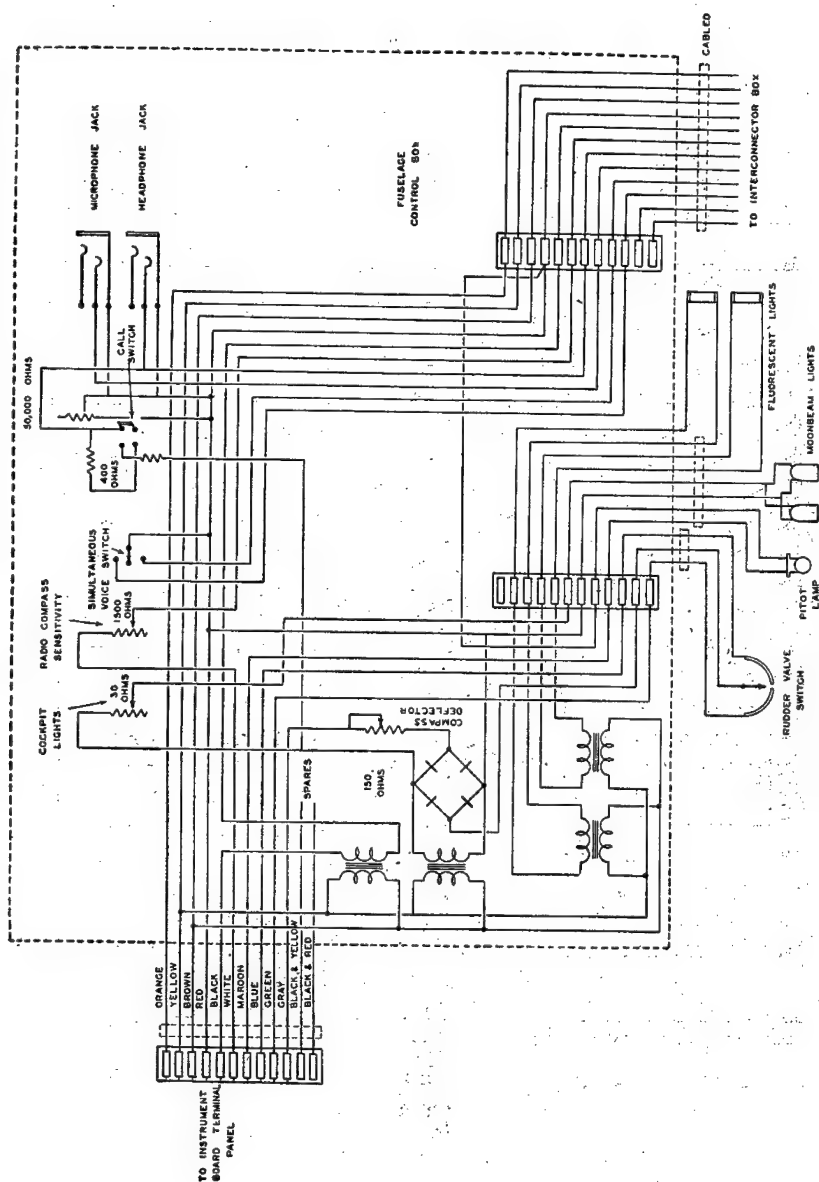 MICROPHONE JACK
HEADPHONE JACK
CALL
SWITCH
50,000 OHMS
400
OHMS
SIMULTANEOUS
VOICE SWITCH
1500 OHMS
RADIO COMPASS
SENSITIVITY
30
OHMS
COCKPIT
LIGHTS
FUSELAGE
CONTROL BOX
CABLED
TO INTERCONNECTOR BOX
COMPASS
DEFLECTOR
150
OHMS
SPARES
ORANGE
YELLOW
BROWN
RED
BLACK
WHITE
MAROON
BLUE
GREEN
GRAY
BLACK & YELLOW
BLACK & RED
TO INSTRUMENT
BOARD TERMINAL
PANEL
FLUORESCENT LIGHTS
MOONBEAM LIGHTS
PITOT
LAMP
RUDDER VALVE
SWITCH